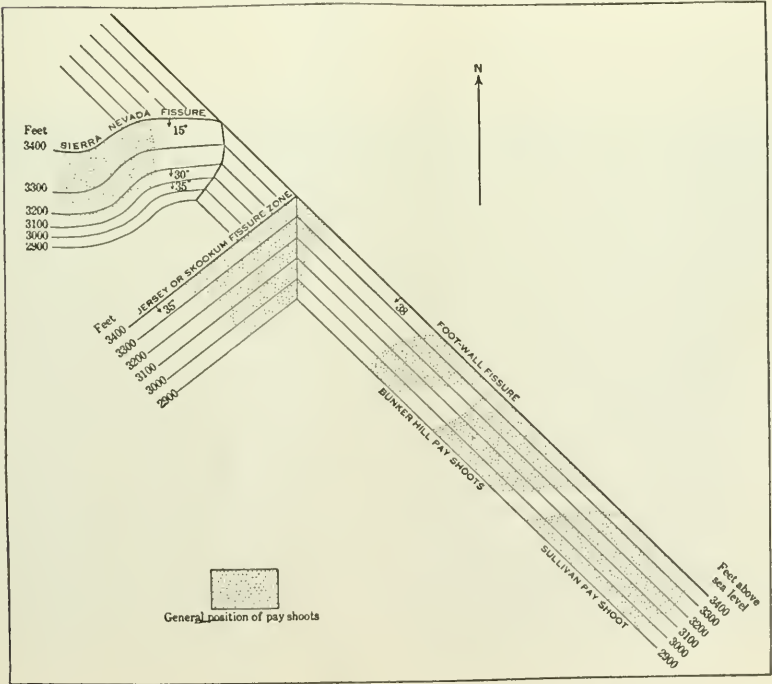 N
SIERRA NEVADA FISSURE
15°
Feet
3400
3300
30°
35°
3200
3100
3000
2900
JERSEY OR SKOOKUM FISSURE ZONE
35°
Feet
3400
3300
3200
3100
3000
2900
38
FOOT-WALL FISSURE
BUNKER HILL PAY SHOOTS
SULLIVAN PAY SHOOT
Feet above
sea level
3400
3300
3200
3100
3000
2900
General position of pay shoots